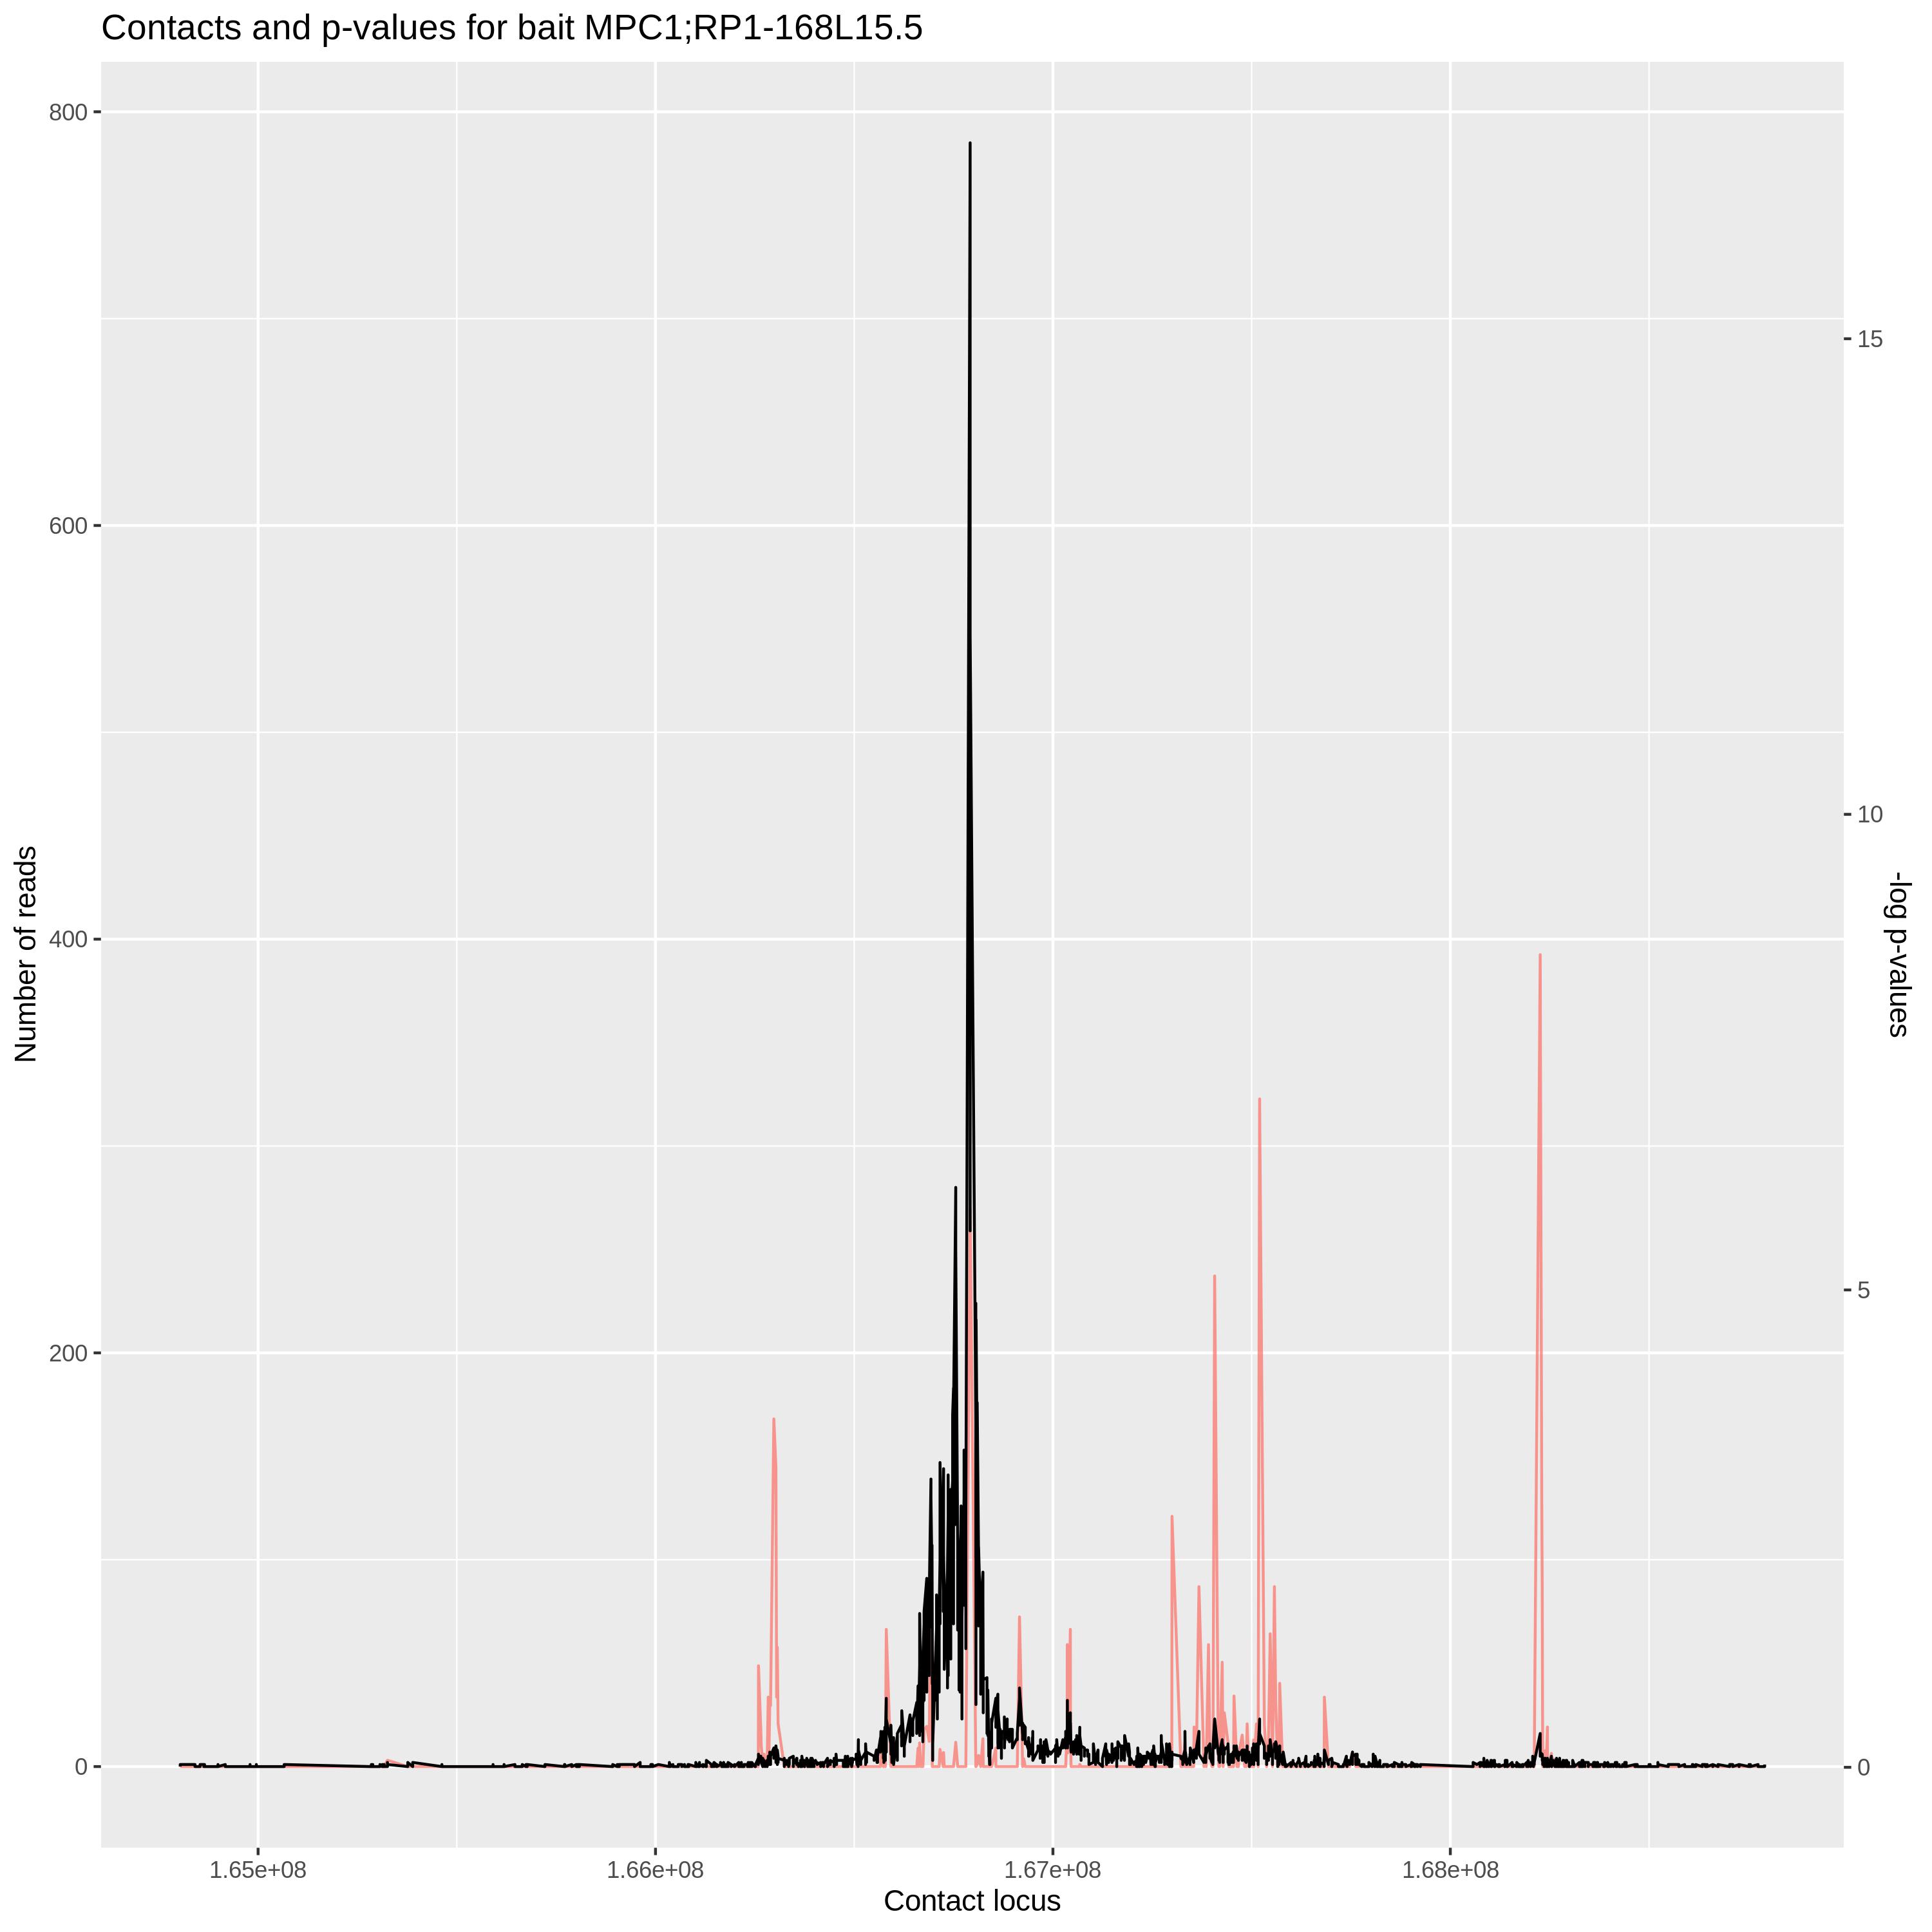 Contacts and p-values for bait MPC1;RP1-168L15.5
800
600
400
200
0
Number of reads
15
10
5
0
-log p-values
1.65e+08
1.66e+08
1.67e+08
1.68e+08
Contact locus